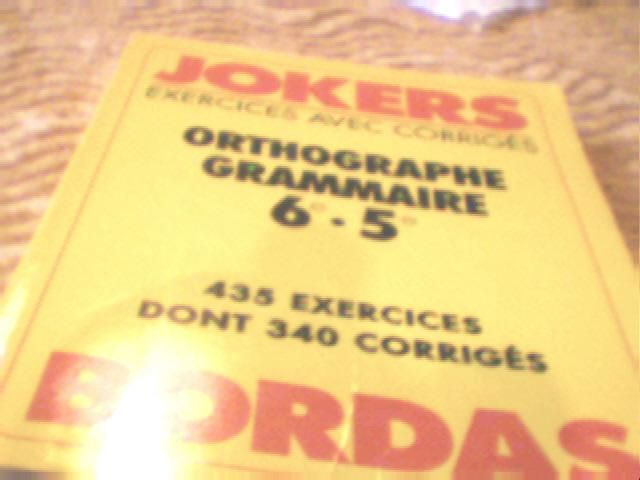 JOKERS
EXERCICES AVEC CORRIGÉS
ORTHOGRAPHE
GRAMMAIRE
6e · 5e
435 EXERCICES
DONT 340 CORRIGÉS
BORDAS